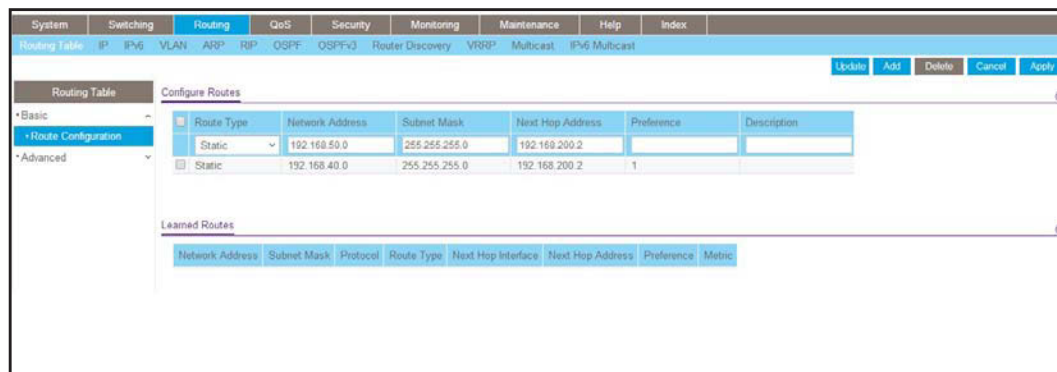 System Switching Routing QoS Security Monitoring Maintenance Help Index
Routing Table IP IPv6 VLAN ARP RIP OSPF OSPFv3 Router Discovery VRRP Multicast IPv6 Multicast
Update Add Delete Cancel Apply
Routing Table
Basic
Route Configuration
Advanced
Configure Routes
Route Type Network Address Subnet Mask Next Hop Address Preference Description
Static 192.168.50.0 255.255.255.0 192.168.200.2
Static 192.168.40.0 255.255.255.0 192.168.200.2 1
Learned Routes
Network Address Subnet Mask Protocol Route Type Next Hop Interface Next Hop Address Preference Metric